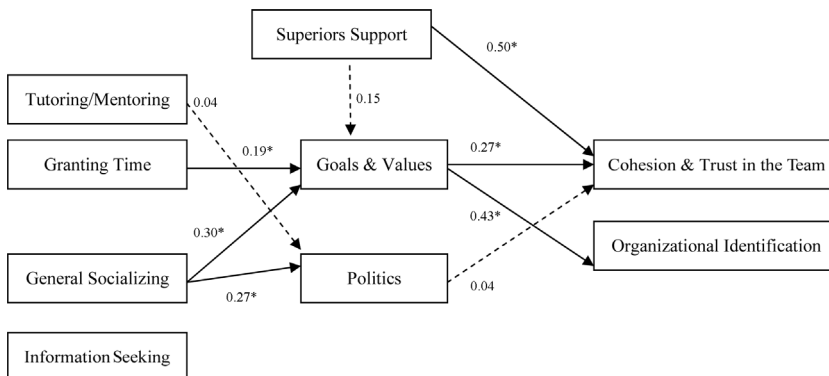 Superiors Support
0.50*
Tutoring/Mentoring
0.04
0.15
Granting Time
0.19*
Goals & Values
0.27*
Cohesion & Trust in the Team
0.30*
0.43*
Organizational Identification
General Socializing
0.27*
Politics
0.04
Information Seeking